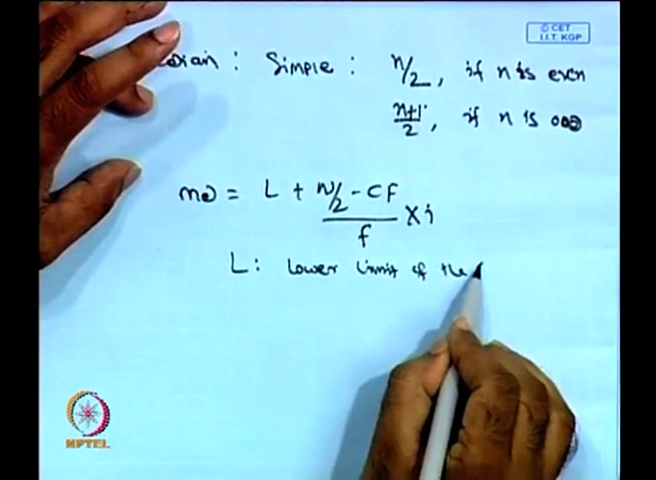 © CET
I.I.T. KGP
Simple : n/2, if n is even
n+1/2, if n is odd
md = L + N/2 - CF / f × i
L : Lower limit of the
NPTEL